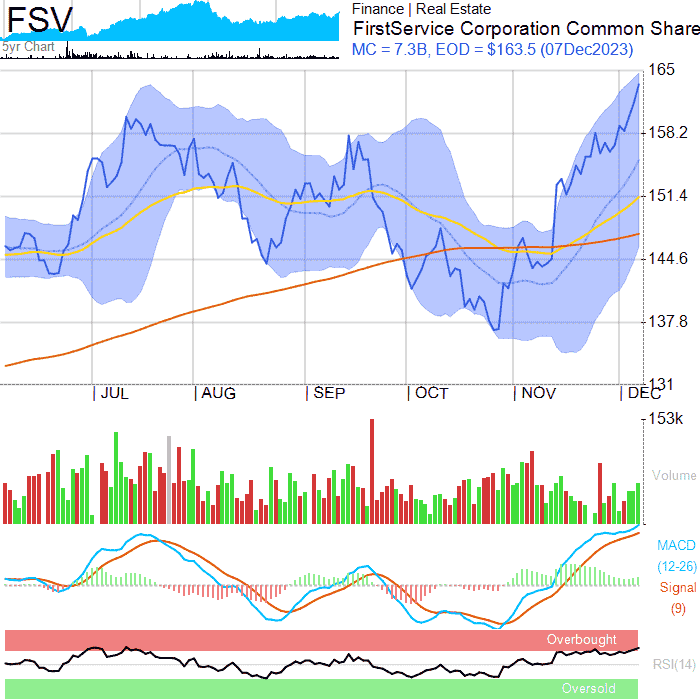 FSV
5yr Chart
Finance | Real Estate
FirstService Corporation Common Share
MC = 7.3B, EOD = $163.5 (07Dec2023)
165
158.2
151.4
144.6
137.8
131
JUL AUG SEP OCT NOV DEC
153k
Volume
MACD
(12-26)
Signal
(9)
Overbought
RSI(14)
Oversold